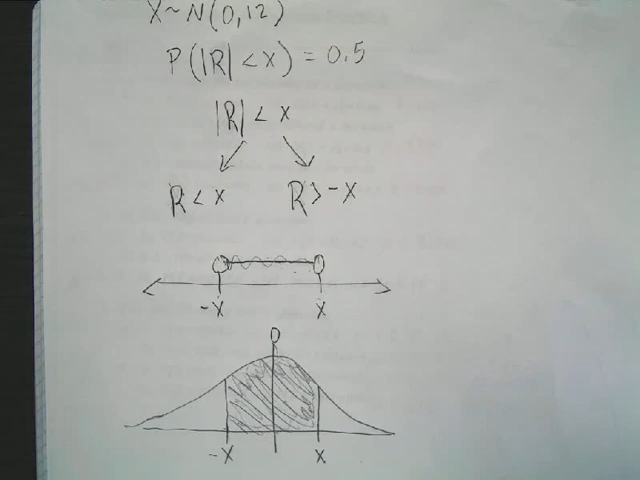 X~N(0,12)
P(|R| < x) = 0.5
|R| < x
R < x R > -x
-x x
0
-x x